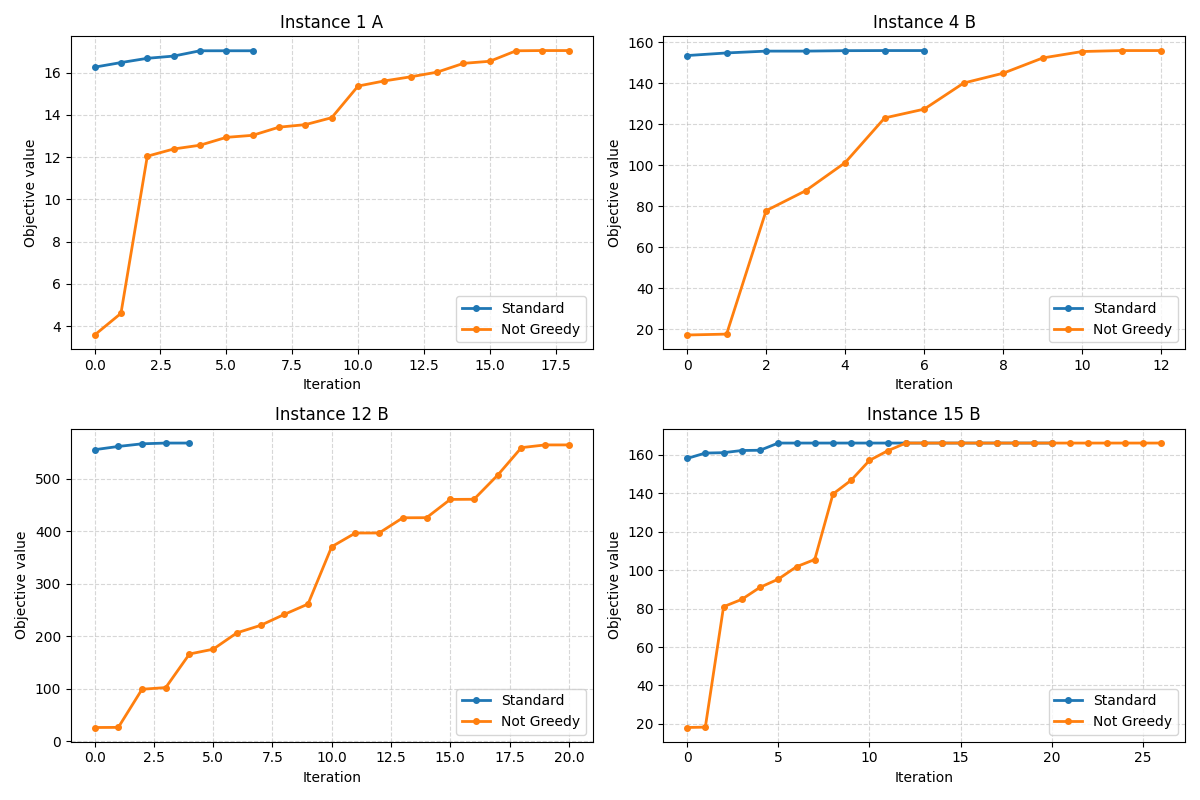 Instance 1 A
Objective value
16
14
12
10
8
6
4
0.0 2.5 5.0 7.5 10.0 12.5 15.0 17.5
Iteration
Standard
Not Greedy
Instance 4 B
Objective value
160
140
120
100
80
60
40
20
0 2 4 6 8 10 12
Iteration
Standard
Not Greedy
Instance 12 B
Objective value
500
400
300
200
100
0
0.0 2.5 5.0 7.5 10.0 12.5 15.0 17.5 20.0
Iteration
Standard
Not Greedy
Instance 15 B
Objective value
160
140
120
100
80
60
40
20
0 5 10 15 20 25
Iteration
Standard
Not Greedy